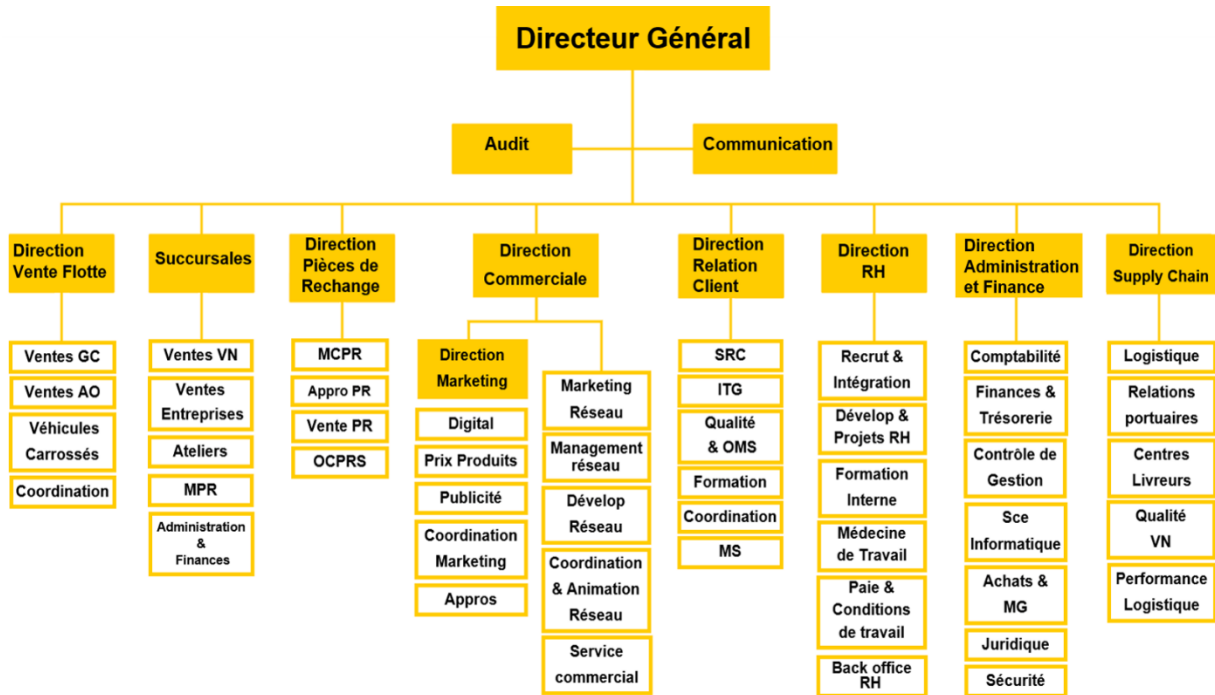 Directeur Général
Audit
Communication
Direction
Vente Flotte
Ventes GC
Ventes AO
Véhicules
Carrossés
Coordination
Succursales
Ventes VN
Ventes
Entreprises
Ateliers
MPR
Administration
&
Finances
Direction
Pièces de
Rechange
MCPR
Appro PR
Vente PR
OCPRS
Direction
Commerciale
Direction
Marketing
Digital
Prix Produits
Publicité
Coordination
Marketing
Appros
Marketing
Réseau
Management
réseau
Dévelop
Réseau
Coordination
& Animation
Réseau
Service
commercial
Direction
Relation
Client
SRC
ITG
Qualité
& OMS
Formation
Coordination
MS
Direction
RH
Recrut &
Intégration
Dévelop &
Projets RH
Formation
Interne
Médecine
de Travail
Paie &
Conditions
de travail
Back office
RH
Direction
Administration
et Finance
Comptabilité
Finances &
Trésorerie
Contrôle de
Gestion
Sce
Informatique
Achats &
MG
Juridique
Sécurité
Direction
Supply Chain
Logistique
Relations
portuaires
Centres
Livreurs
Qualité
VN
Performance
Logistique